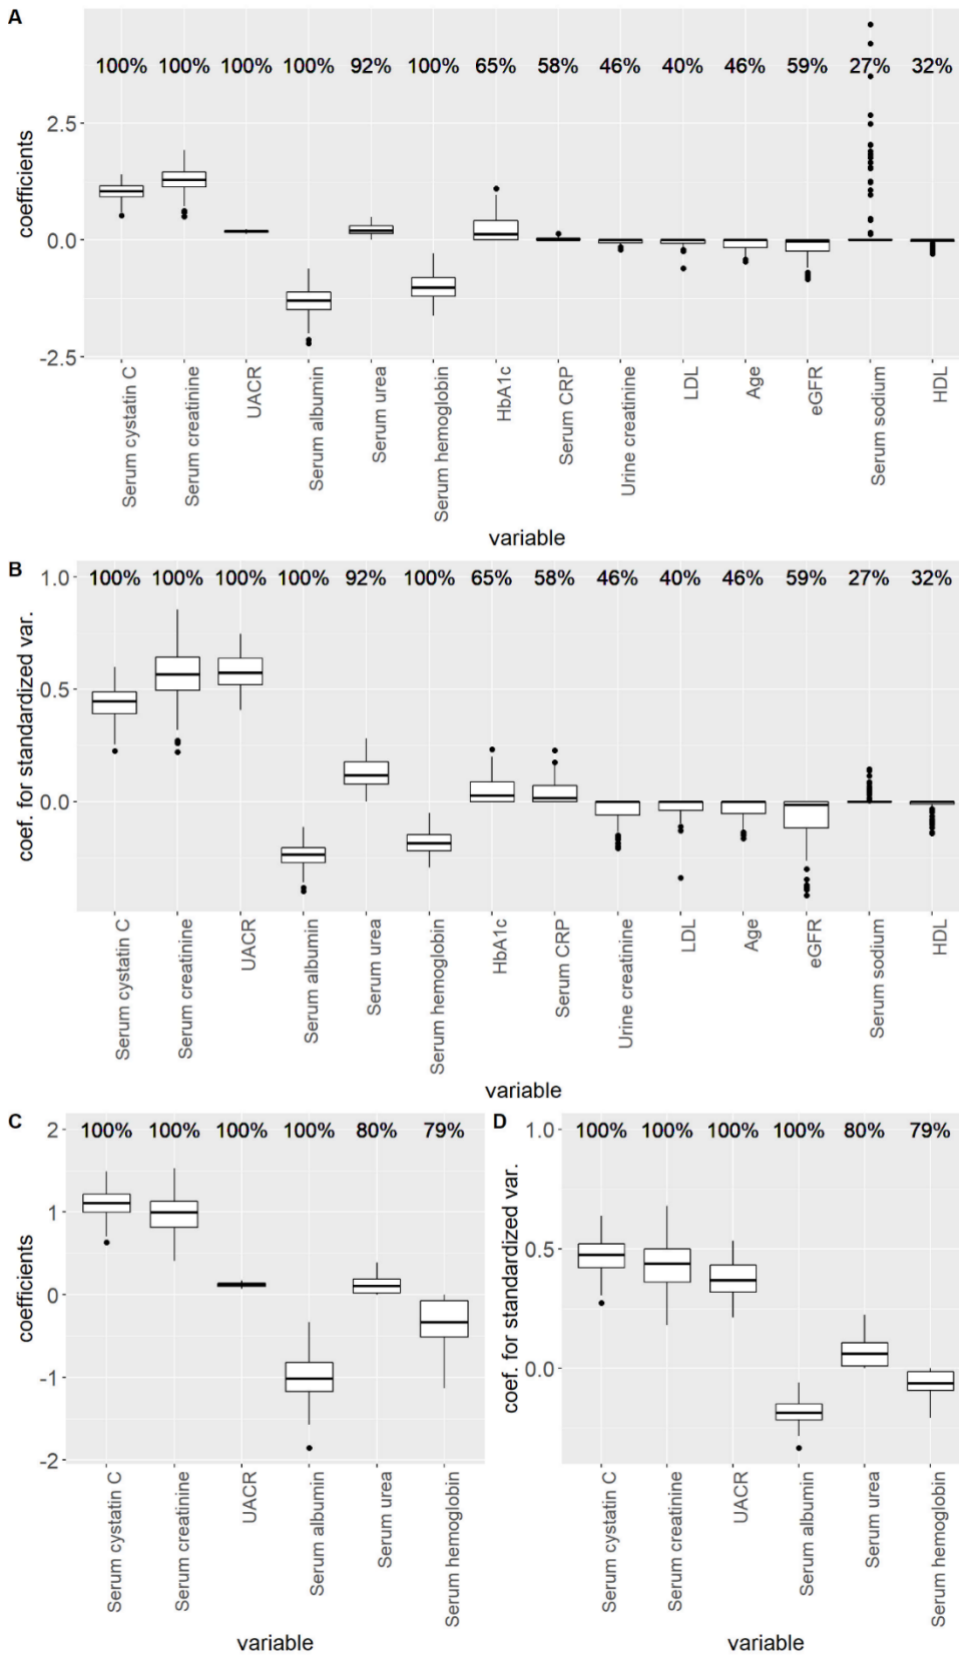 A
100% 100% 100% 100% 92% 100% 65% 58% 46% 40% 46% 59% 27% 32%
coefficients
2.5
0.0
-2.5
Serum cystatin C
Serum creatinine
UACR
Serum albumin
Serum urea
Serum hemoglobin
HbA1c
Serum CRP
Urine creatinine
LDL
Age
eGFR
Serum sodium
HDL
variable
B
100% 100% 100% 100% 92% 100% 65% 58% 46% 40% 46% 59% 27% 32%
coef. for standardized var.
1.0
0.5
0.0
Serum cystatin C
Serum creatinine
UACR
Serum albumin
Serum urea
Serum hemoglobin
HbA1c
Serum CRP
Urine creatinine
LDL
Age
eGFR
Serum sodium
HDL
variable
C
100% 100% 100% 100% 80% 79%
coefficients
2
1
0
-1
-2
Serum cystatin C
Serum creatinine
UACR
Serum albumin
Serum urea
Serum hemoglobin
variable
D
100% 100% 100% 100% 80% 79%
coef. for standardized var.
1.0
0.5
0.0
Serum cystatin C
Serum creatinine
UACR
Serum albumin
Serum urea
Serum hemoglobin
variable